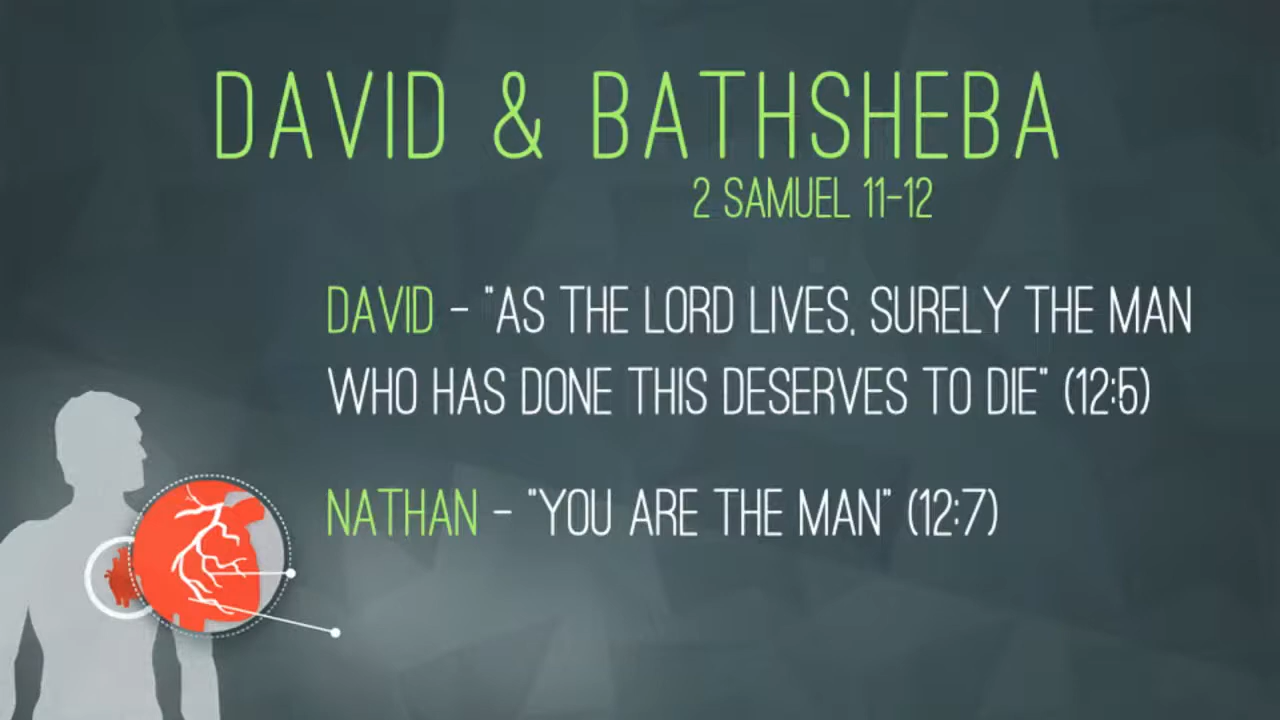 DAVID & BATHSHEBA
2 SAMUEL 11-12
DAVID - "AS THE LORD LIVES, SURELY THE MAN
WHO HAS DONE THIS DESERVES TO DIE" (12:5)
NATHAN - "YOU ARE THE MAN" (12:7)